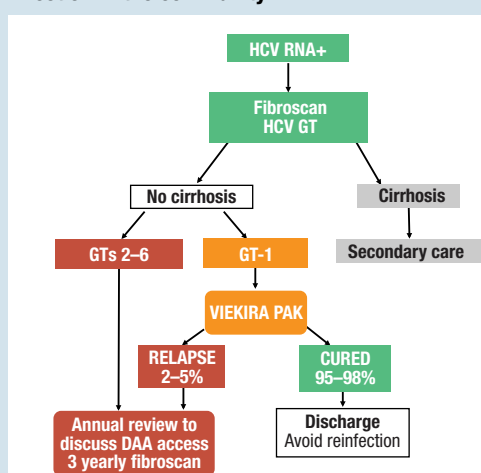 HCV RNA+
Fibroscan
HCV GT
No cirrhosis
Cirrhosis
GTs 2–6
GT-1
Secondary care
VIEKIRA PAK
RELAPSE
2–5%
CURED
95–98%
Annual review to
discuss DAA access
3 yearly fibroscan
Discharge
Avoid reinfection